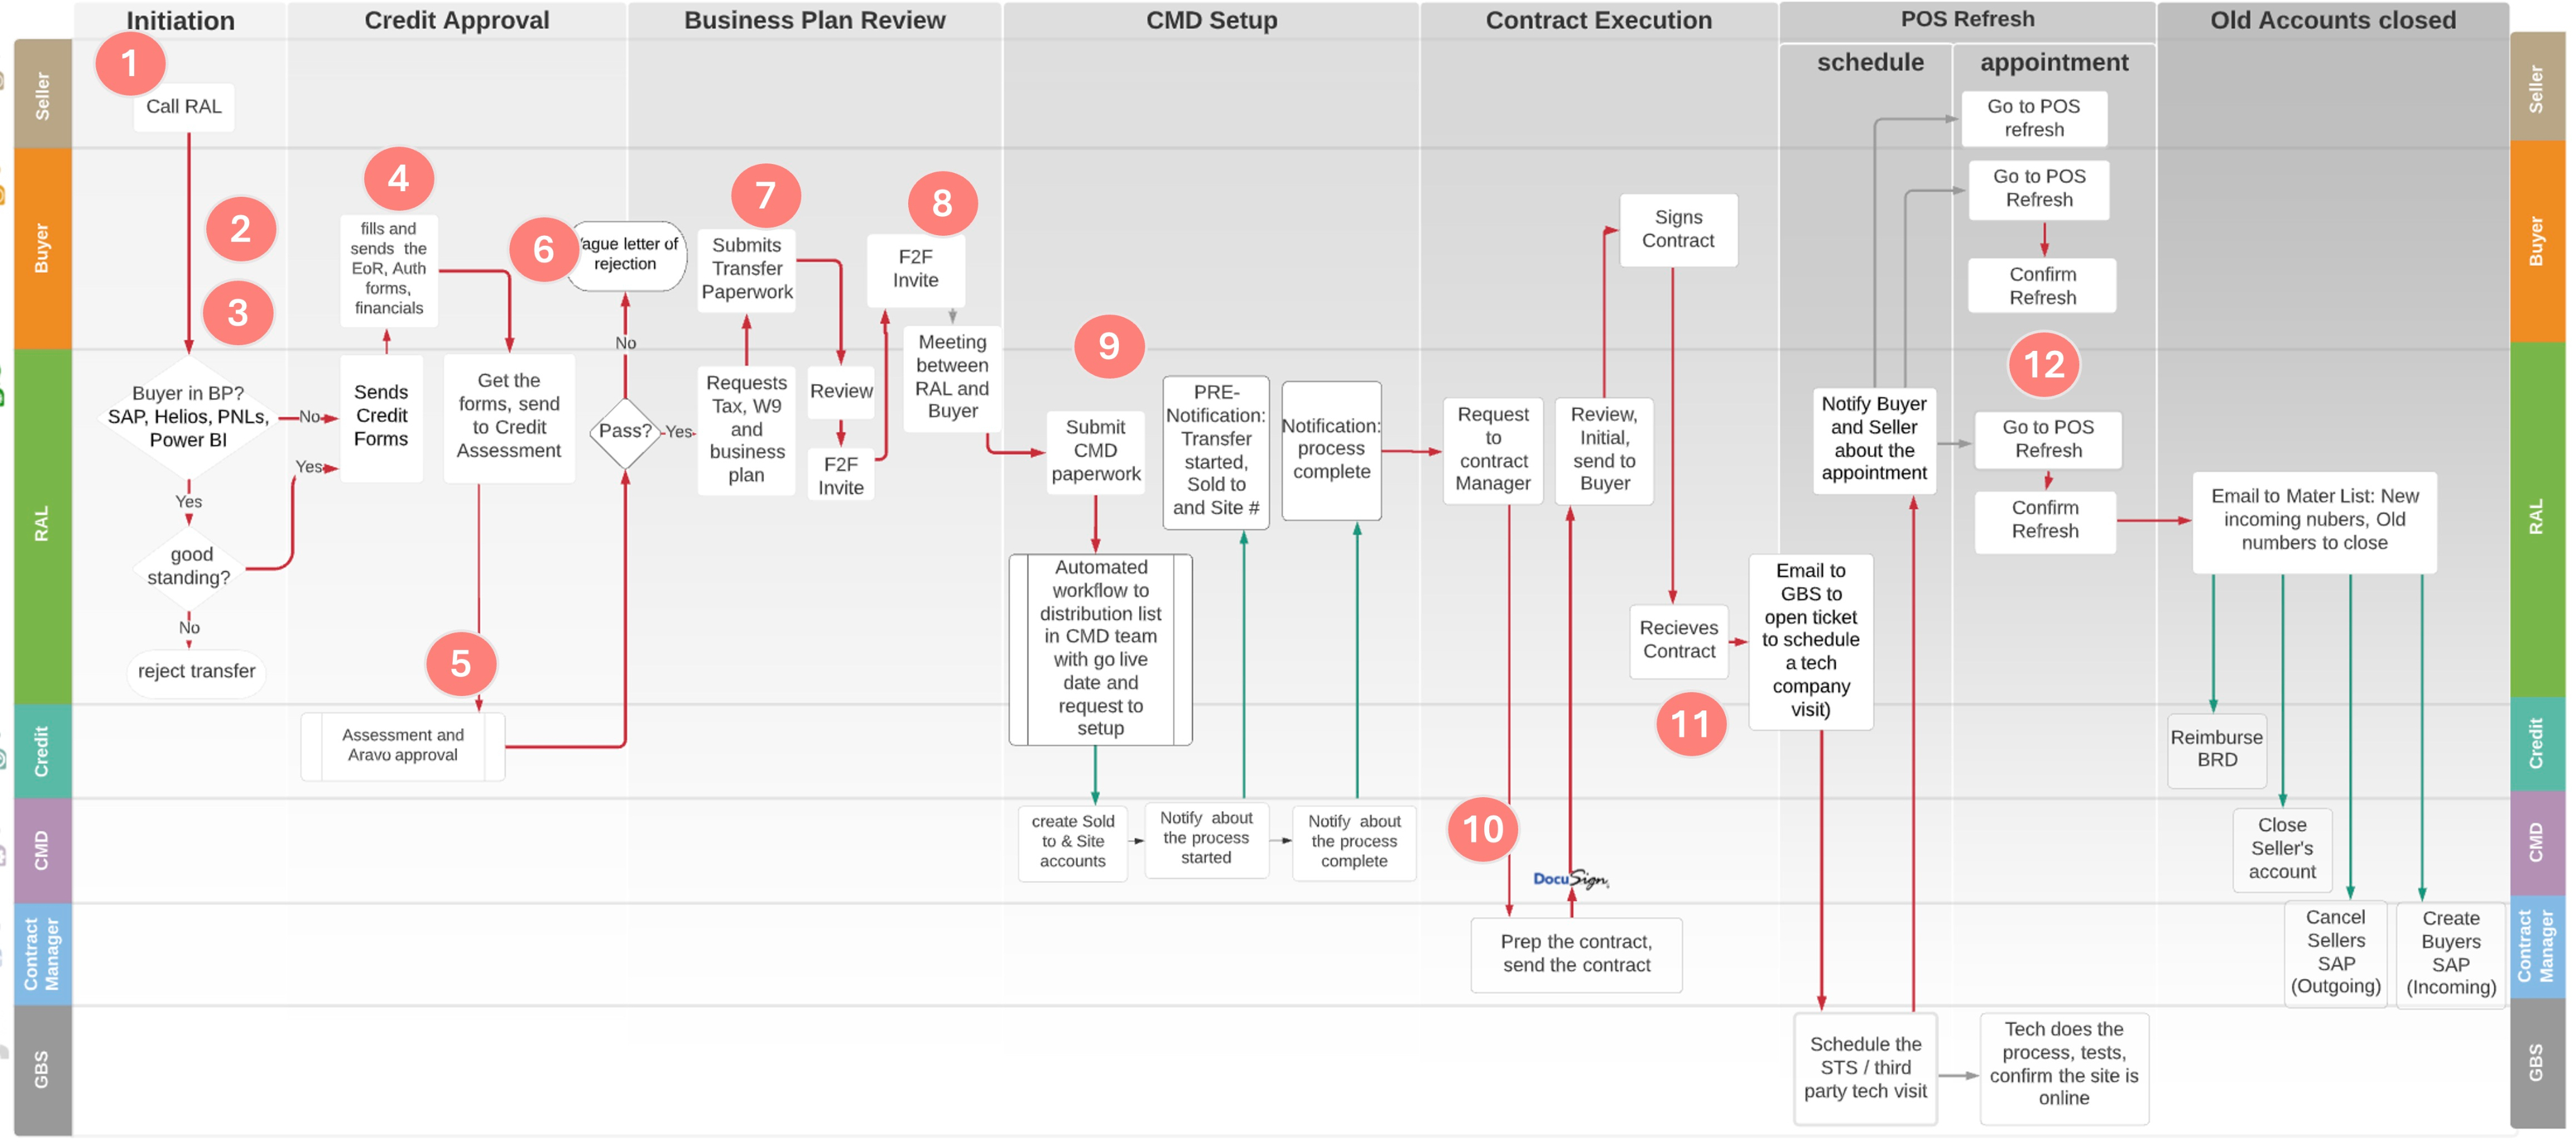 Initiation
Credit Approval
Business Plan Review
CMD Setup
Contract Execution
POS Refresh
Old Accounts closed
schedule
appointment
Seller
Seller
1
Call RAL
Go to POS
refresh
Buyer
Buyer
2
3
4
fills and
sends the
EoR, Auth
forms,
financials
6
letter of
rejection
No
7
Submits
Transfer
Paperwork
8
F2F
Invite
Signs
Contract
Go to POS
Refresh
Confirm
Refresh
RAL
RAL
Buyer in BP?
SAP, Helios, PNLs,
Power BI
No
Yes
Yes
good
standing?
No
reject transfer
Sends
Credit
Forms
Get the
forms, send
to Credit
Assessment
5
Pass?
Yes
Requests
Tax, W9
and
business
plan
Review
F2F
Invite
Meeting
between
RAL and
Buyer
9
Submit
CMD
paperwork
PRE-
Notification:
Transfer
started,
Sold to
and Site #
Notification:
process
complete
Automated
workflow to
distribution list
in CMD team
with go live
date and
request to
setup
Request
to
contract
Manager
Review,
Initial,
send to
Buyer
Recieves
Contract
11
Email to
GBS to
open ticket
to schedule
a tech
company
visit)
Notify Buyer
and Seller
about the
appointment
12
Go to POS
Refresh
Confirm
Refresh
Email to Mater List: New
incoming nubers, Old
numbers to close
Credit
Credit
Assessment and
Aravo approval
Reimburse
BRD
CMD
CMD
create Sold
to & Site
accounts
Notify about
the process
started
Notify about
the process
complete
10
DocuSign
Close
Seller's
account
Contract
Manager
Contract
Manager
Prep the contract,
send the contract
Cancel
Sellers
SAP
(Outgoing)
Create
Buyers
SAP
(Incoming)
GBS
GBS
Schedule the
STS / third
party tech visit
Tech does the
process, tests,
confirm the site is
online